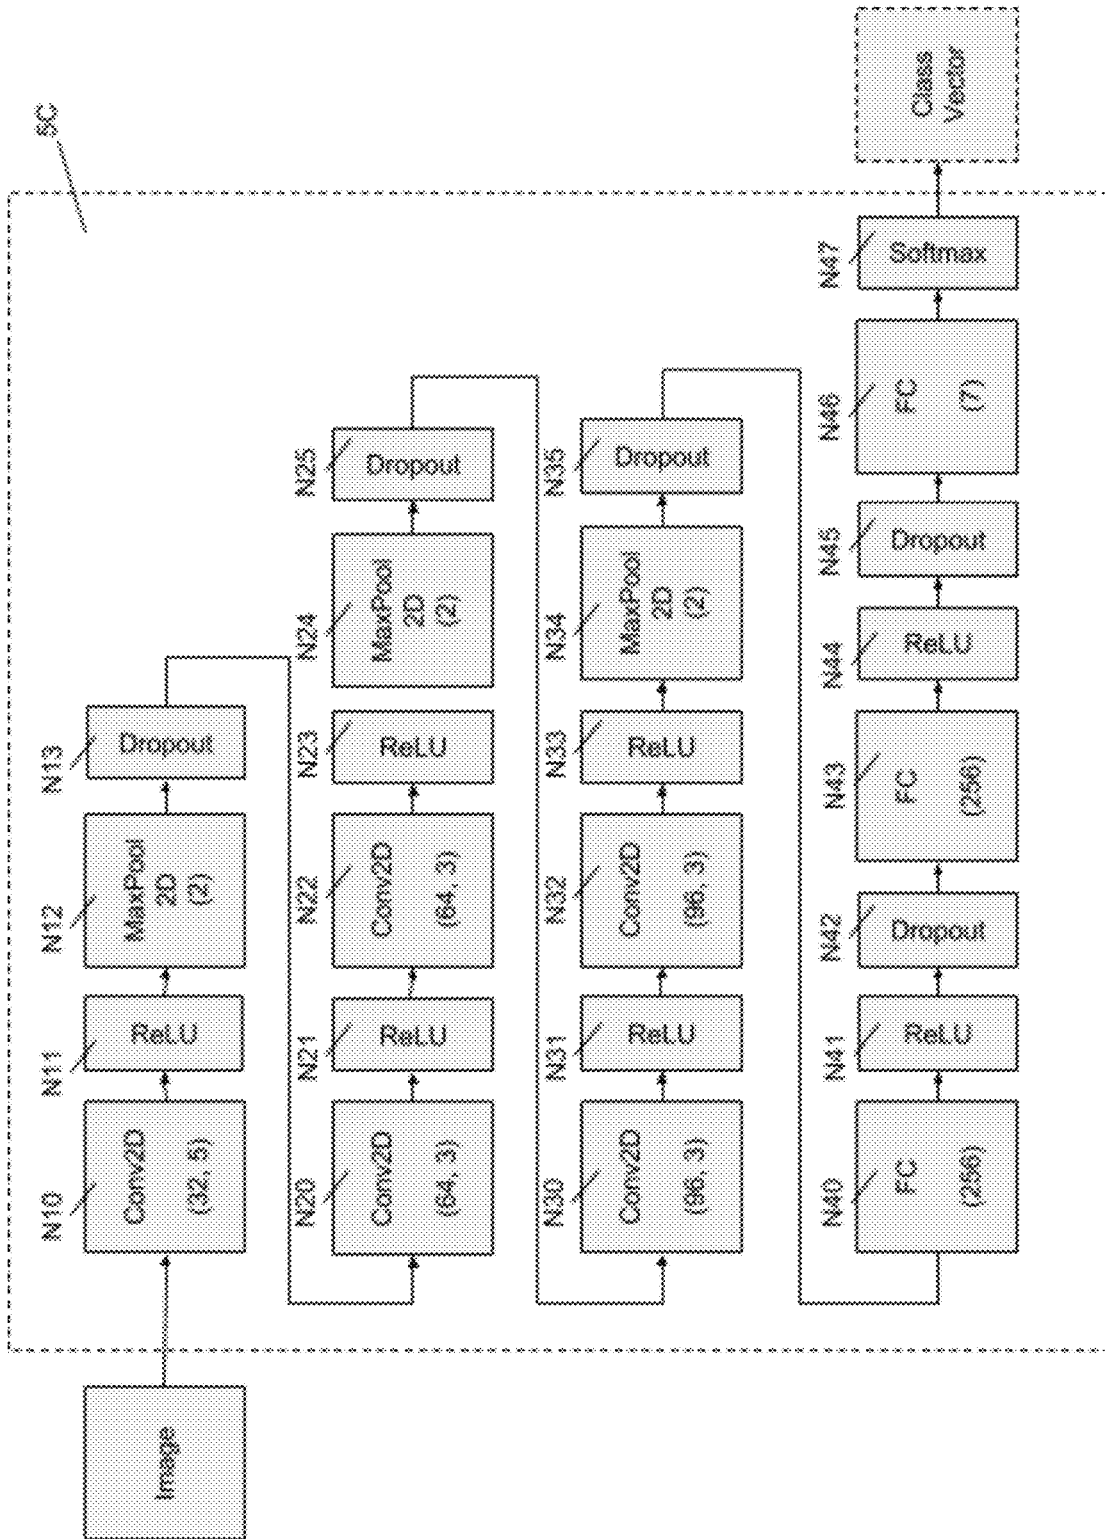 5C
Image
N10
Conv2D
(32, 5)
N11
ReLU
N12
MaxPool
2D
(2)
N13
Dropout
N20
Conv2D
(64, 3)
N21
ReLU
N22
Conv2D
(64, 3)
N23
ReLU
N24
MaxPool
2D
(2)
N25
Dropout
N30
Conv2D
(96, 3)
N31
ReLU
N32
Conv2D
(96, 3)
N33
ReLU
N34
MaxPool
2D
(2)
N35
Dropout
N40
FC
(256)
N41
ReLU
N42
Dropout
N43
FC
(256)
N44
ReLU
N45
Dropout
N46
FC
(7)
N47
Softmax
Class
Vector